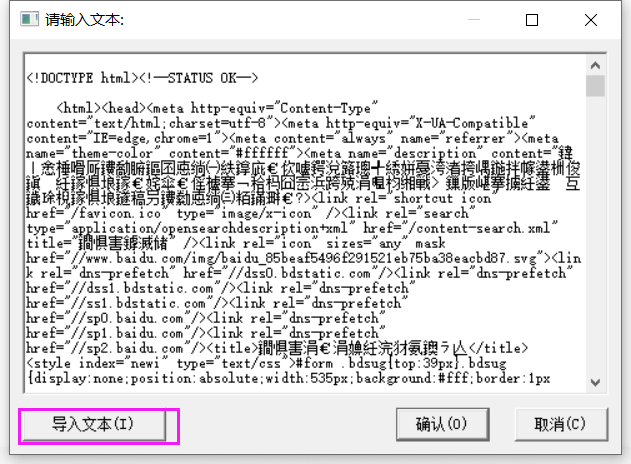 请输入文本:
<!DOCTYPE html><!--STATUS OK-->
<html><head><meta http-equiv="Content-Type"
content="text/html;charset=utf-8"><meta http-equiv="X-UA-Compatible"
content="IE=edge,chrome=1"><meta content="always" name="referrer"><meta
name="theme-color" content="#ffffff"><meta name="description" content="
"><link rel="shortcut icon"
href="/favicon.ico" type="image/x-icon" /><link rel="search"
type="application/opensearchdescription+xml" href="/content-search.xml"
title=" " /><link rel="icon" sizes="any" mask
href="//www.baidu.com/img/baidu_85beaf5496f291521eb75ba38eacbd87.svg"><lin
k rel="dns-prefetch" href="//dss0.bdstatic.com"/><link rel="dns-prefetch"
href="//dss1.bdstatic.com"/><link rel="dns-prefetch"
href="//ss1.bdstatic.com"/><link rel="dns-prefetch"
href="//sp0.baidu.com"/><link rel="dns-prefetch"
href="//sp1.baidu.com"/><link rel="dns-prefetch"
href="//sp2.baidu.com"/><title> </title>
<style index="newi" type="text/css">#form .bdsug{top:39px}.bdsug
{display:none;position:absolute;width:535px;background:#fff;border:1px
导入文本(I)
确认(O)
取消(C)